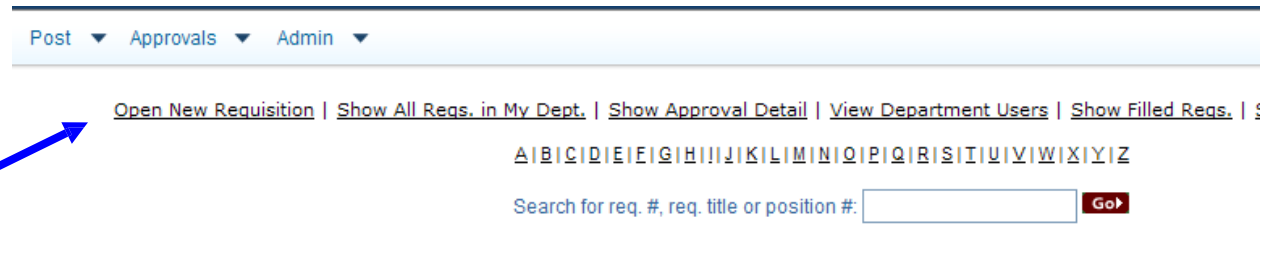 Post Approvals Admin
Open New Requisition | Show All Reqs. in My Dept. | Show Approval Detail | View Department Users | Show Filled Reqs. |
A|B|C|D|E|F|G|H|I|J|K|L|M|N|O|P|Q|R|S|T|U|V|W|X|Y|Z
Search for req. #, req. title or position #: Go